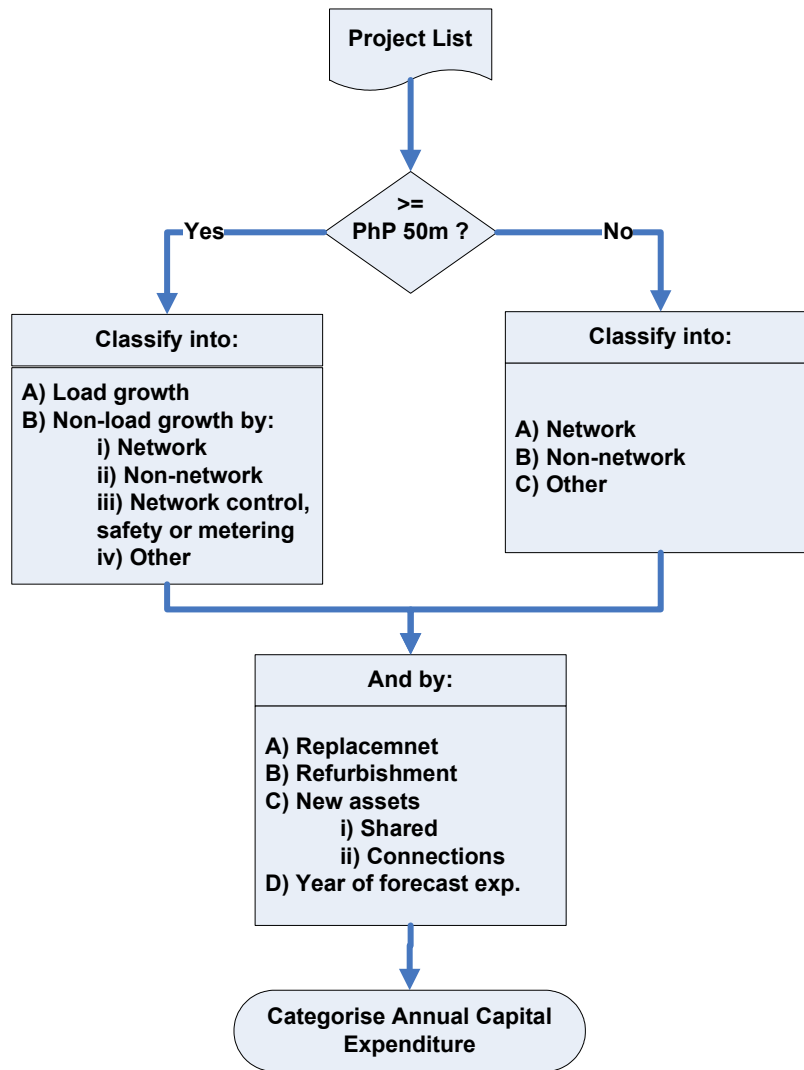 Project List
>=
PhP 50m ?
Yes
No
Classify into:
A) Load growth
B) Non-load growth by:
i) Network
ii) Non-network
iii) Network control,
safety or metering
iv) Other
Classify into:
A) Network
B) Non-network
C) Other
And by:
A) Replacemnet
B) Refurbishment
C) New assets
i) Shared
ii) Connections
D) Year of forecast exp.
Categorise Annual Capital
Expenditure